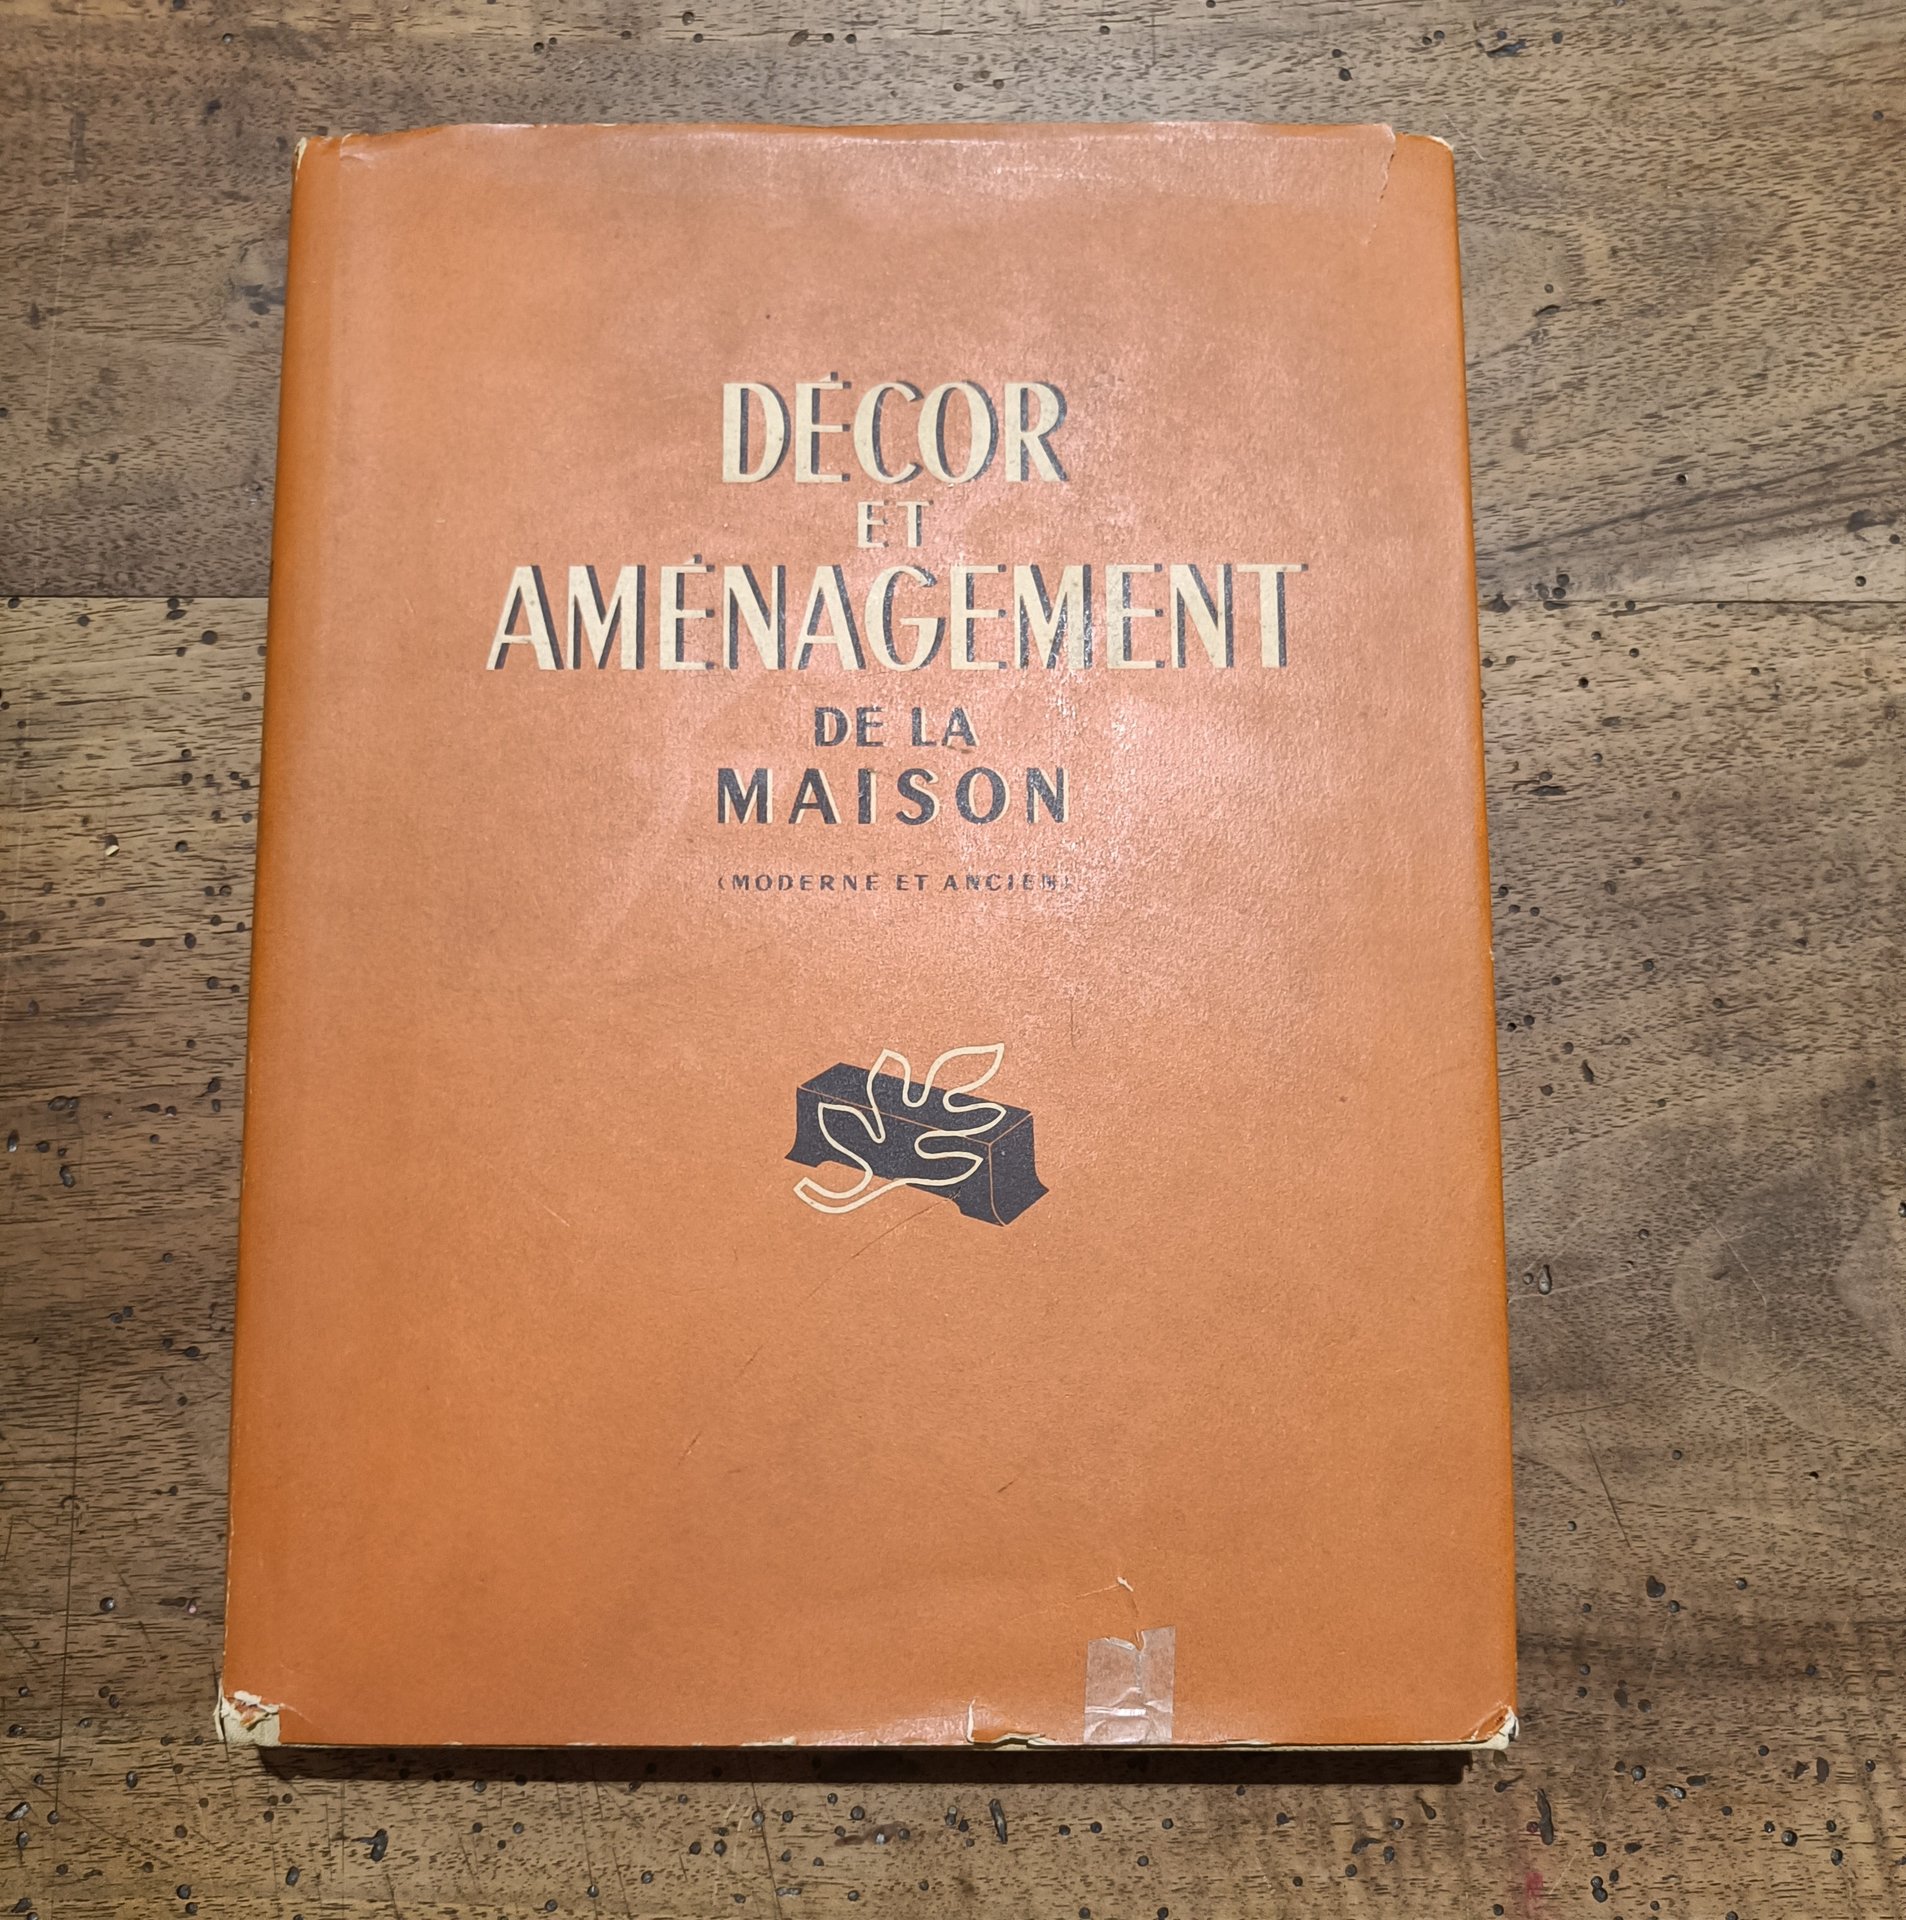 DÉCOR
ET
AMÉNAGEMENT
DE LA
MAISON
(MODERNE ET ANCIEN)